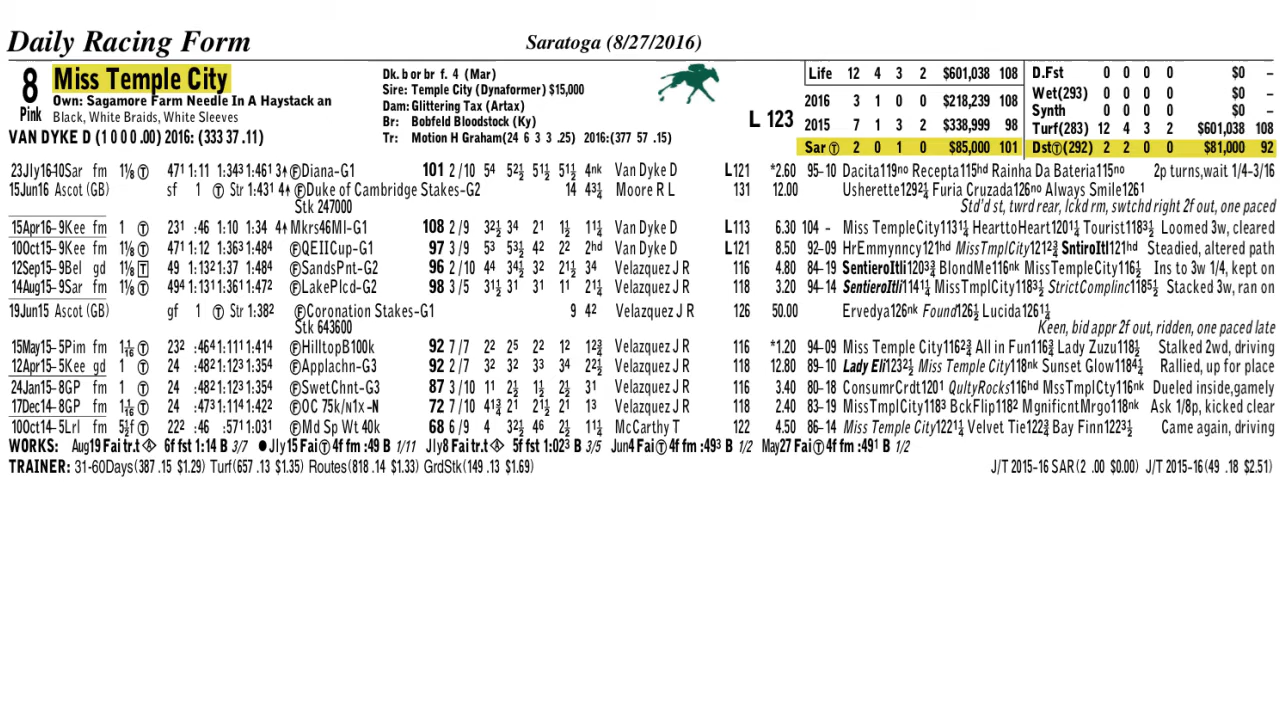 Daily Racing Form
Saratoga (8/27/2016)
8
Pink
Miss Temple City
Own: Sagamore Farm Needle In A Haystack an
Black, White Braids, White Sleeves
VAN DYKE D (1 0 0 0 .00) 2016: (333 37 .11)
Dk. b or br f. 4 (Mar)
Sire: Temple City (Dynaformer) $15,000
Dam: Glittering Tax (Artax)
Br: Bobfeld Bloodstock (Ky)
Tr: Motion H Graham(24 6 3 3 .25) 2016:(377 57 .15)
L 123
Life 12 4 3 2 $601,038 108
2016 3 1 0 0 $218,239 108
2015 7 1 3 2 $338,999 98
Sar Ⓣ 2 0 1 0 $85,000 101
D.Fst 0 0 0 0 $0 –
Wet(293) 0 0 0 0 $0 –
Synth 0 0 0 0 $0 –
Turf(283) 12 4 3 2 $601,038 108
DstⓉ(292) 2 2 0 0 $81,000 92
23Jly16-10Sar fm 1⅛ Ⓣ 471 1:11 1:343 1:461 3♦ ⒻDiana-G1 101 2/10 54 52½ 51½ 51½ 4nk Van Dyke D L121 *2.60 95–10 Dacita119no Recepta115hd Rainha Da Bateria115no 2p turns,wait 1/4–3/16
15Jun16 Ascot (GB) sf 1 Ⓣ Str 1:431 4♦ ⒻDuke of Cambridge Stakes-G2 14 43¼ Moore R L 131 12.00 Usherette1292¼ Furia Cruzada126no Always Smile1261
Stk 247000 Std'd st, twrd rear, lckd rm, swtchd right 2f out, one paced
15Apr16–9Kee fm 1 Ⓣ 231 :46 1:10 1:34 4♦ Mkrs46Ml-G1 108 2/9 32½ 34 21 1½ 11¼ Van Dyke D L113 6.30 104 – Miss TempleCity1131¼ HearttoHeart1201¼ Tourist1183½ Loomed 3w, cleared
10Oct15–9Kee fm 1⅛ Ⓣ 471 1:12 1:363 1:484 ⒻQEIICup-G1 97 3/9 53 53½ 42 22 2hd Van Dyke D L121 8.50 92–09 HrEmmynncy121hd MissTmplCity1212¾ SntiroItl121hd Steadied, altered path
12Sep15–9Bel gd 1⅛ T 49 1:132 1:37 1:484 ⒻSandsPnt-G2 96 2/10 44 34½ 32 21½ 34 Velazquez J R 116 4.80 84–19 SentieroItli1203¾ BlondMe116nk MissTempleCity116½ Ins to 3w 1/4, kept on
14Aug15–9Sar fm 1⅛ Ⓣ 494 1:131 1:361 1:472 ⒻLakePlcd-G2 98 3/5 31½ 31 31 11 21¼ Velazquez J R 118 3.20 94–14 SentieroItli1141¼ MissTmplCity1183½ StrictComplinc1185½ Stacked 3w, ran on
19Jun15 Ascot (GB) gf 1 Ⓣ Str 1:382 ⒻCoronation Stakes-G1 9 42 Velazquez J R 126 50.00 Ervedya126nk Found126½ Lucida1261¼
Stk 643600 Keen, bid appr 2f out, ridden, one paced late
15May15–5Pim fm 1 1/16 Ⓣ 232 :464 1:111 1:414 ⒻHilltopB100k 92 7/7 22 25 22 12 12¾ Velazquez J R 116 *1.20 94–09 Miss Temple City1162¾ All in Fun116¾ Lady Zuzu118½ Stalked 2wd, driving
12Apr15–5Kee gd 1 Ⓣ 24 :482 1:123 1:354 ⒻApplachn-G3 92 2/7 32 32 33 34 22½ Velazquez J R 118 12.80 89–10 Lady Eli1232½ Miss Temple City118nk Sunset Glow1184¼ Rallied, up for place
24Jan15–8GP fm 1 Ⓣ 24 :482 1:123 1:354 ⒻSwetChnt-G3 87 3/10 11 2½ 1½ 2½ 31 Velazquez J R 116 3.40 80–18 ConsumrCrdt1201 QultyRocks116hd MssTmplCty116nk Dueled inside,gamely
17Dec14–8GP fm 1 1/16 Ⓣ 24 :473 1:114 1:422 ⒻOC 75k/N1X -N 72 7/10 41¾ 21 21½ 21 13 Velazquez J R 118 2.40 83–19 MissTmplCity1183 BckFlip1182 MgnificntMrgo118nk Ask 1/8p, kicked clear
10Oct14–5Lrl fm 5½f Ⓣ 222 :46 :571 1:031 ⒻMd Sp Wt 40k 68 6/9 4 32½ 46 2½ 11¼ McCarthy T 122 4.50 86–14 Miss Temple City1221¼ Velvet Tie122¾ Bay Finn1223½ Came again, driving
WORKS: Aug19 Fai tr.t 6f fst 1:14 B 3/7 ●Jly15 FaiⓉ 4f fm :49 B 1/11 Jly8 Fai tr.t 5f fst 1:023 B 3/5 Jun4 FaiⓉ 4f fm :493 B 1/2 May27 FaiⓉ 4f fm :491 B 1/2
TRAINER: 31-60Days(387 .15 $1.29) Turf(657 .13 $1.35) Routes(818 .14 $1.33) GrdStk(149 .13 $1.69) J/T 2015-16 SAR(2 .00 $0.00) J/T 2015-16(49 .18 $2.51)